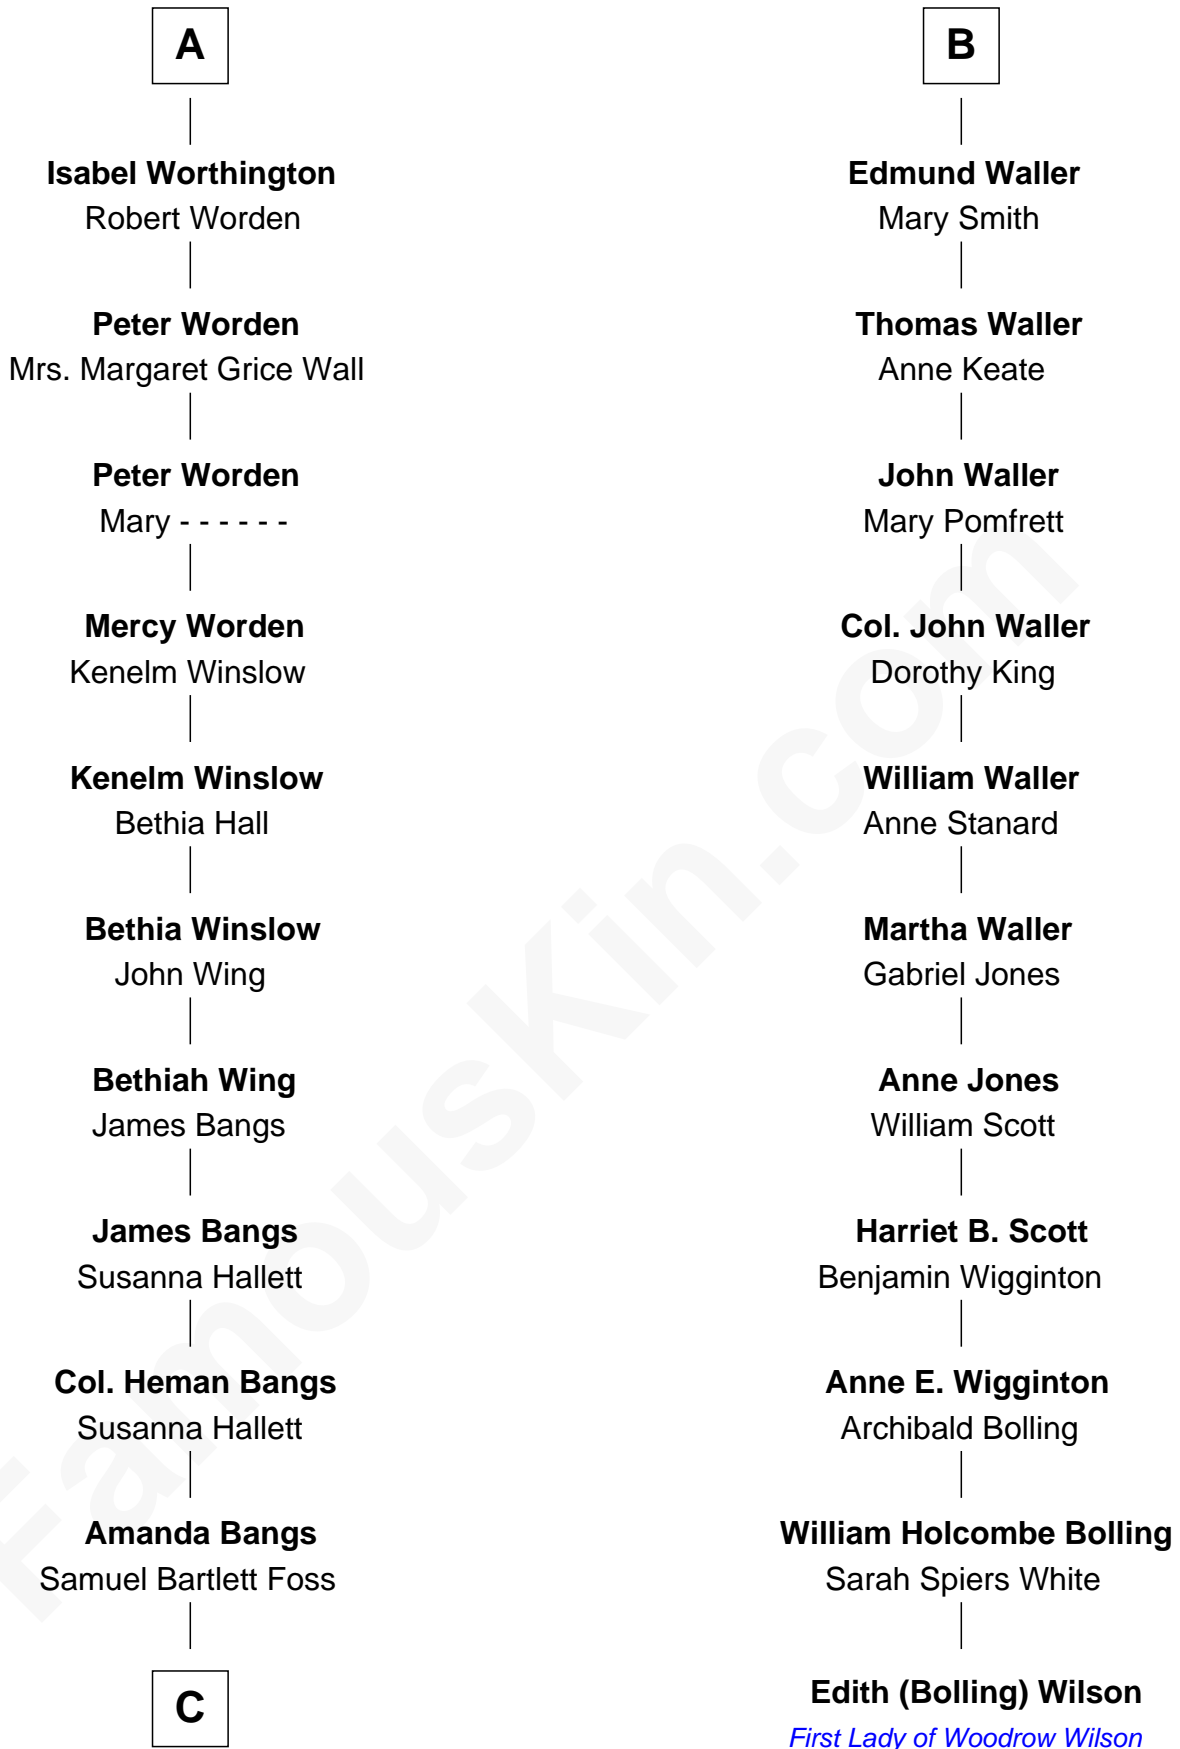 A
Isabel Worthington
Robert Worden
Peter Worden
Mrs. Margaret Grice Wall
Peter Worden
Mary - - - - - -
Mercy Worden
Kenelm Winslow
Kenelm Winslow
Bethia Hall
Bethia Winslow
John Wing
Bethiah Wing
James Bangs
James Bangs
Susanna Hallett
Col. Heman Bangs
Susanna Hallett
Amanda Bangs
Samuel Bartlett Foss
C
B
Edmund Waller
Mary Smith
Thomas Waller
Anne Keate
John Waller
Mary Pomfrett
Col. John Waller
Dorothy King
William Waller
Anne Stanard
Martha Waller
Gabriel Jones
Anne Jones
William Scott
Harriet B. Scott
Benjamin Wigginton
Anne E. Wigginton
Archibald Bolling
William Holcombe Bolling
Sarah Spiers White
Edith (Bolling) Wilson
First Lady of Woodrow Wilson
FamousKin.com